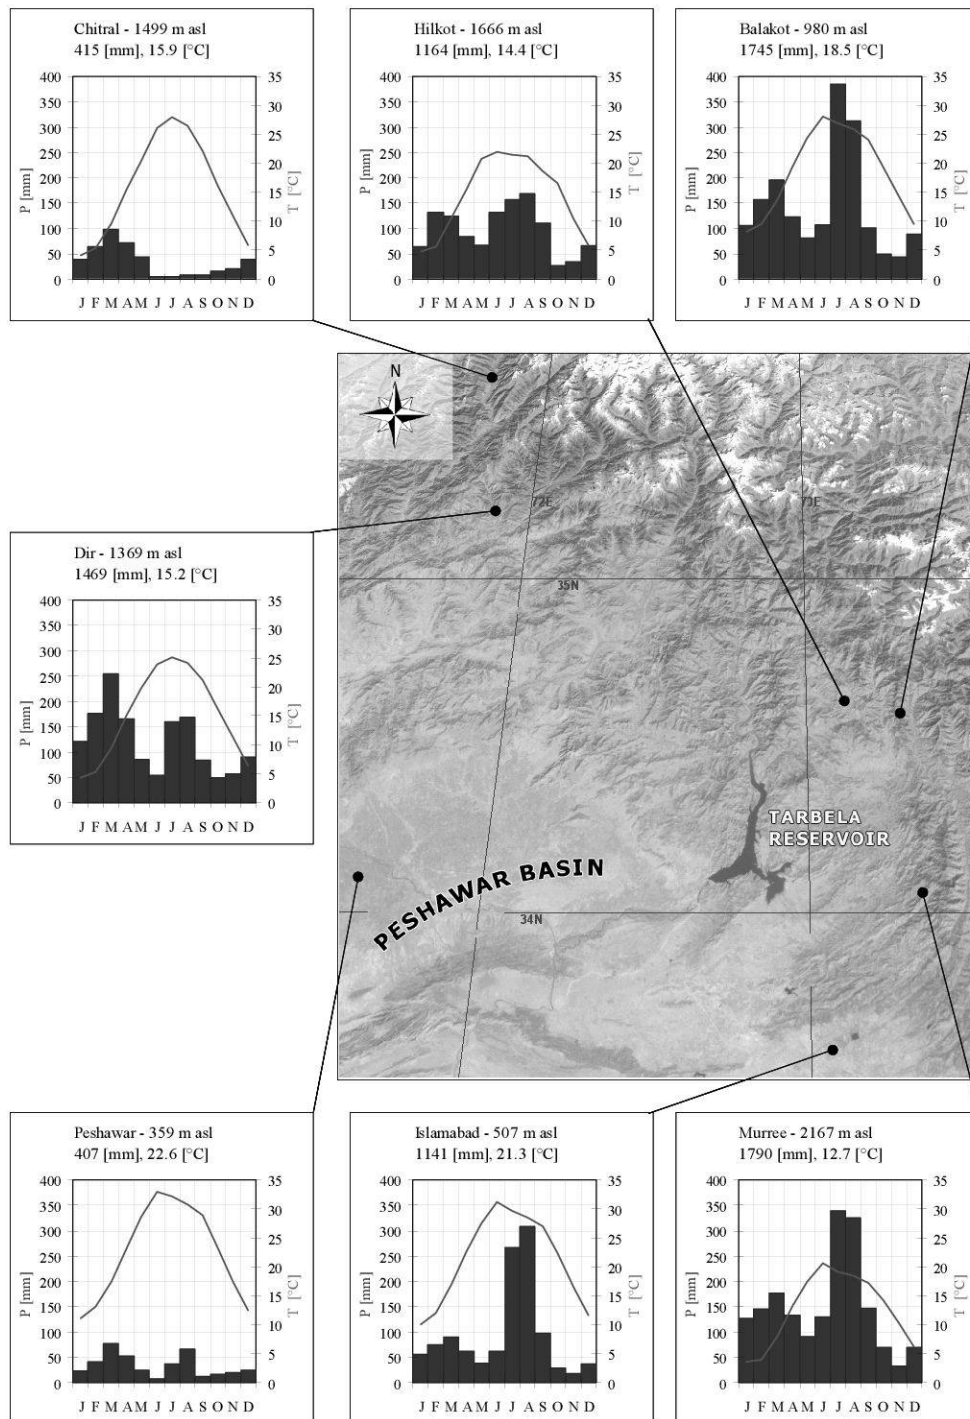 Chitral - 1499 m asl
415 [mm], 15.9 [°C]
400
350
300
250
200
150
100
50
0
P [mm]
35
30
25
20
15
10
5
0
T [°C]
J F M A M J J A S O N D
Hilkot - 1666 m asl
1164 [mm], 14.4 [°C]
400
350
300
250
200
150
100
50
0
P [mm]
35
30
25
20
15
10
5
0
T [°C]
J F M A M J J A S O N D
Balakot - 980 m asl
1745 [mm], 18.5 [°C]
400
350
300
250
200
150
100
50
0
P [mm]
35
30
25
20
15
10
5
0
T [°C]
J F M A M J J A S O N D
N
72E
73E
35N
Dir - 1369 m asl
1469 [mm], 15.2 [°C]
400
350
300
250
200
150
100
50
0
P [mm]
35
30
25
20
15
10
5
0
T [°C]
J F M A M J J A S O N D
TARBELA
RESERVOIR
PESHAWAR BASIN
34N
Peshawar - 359 m asl
407 [mm], 22.6 [°C]
400
350
300
250
200
150
100
50
0
P [mm]
35
30
25
20
15
10
5
0
T [°C]
J F M A M J J A S O N D
Islamabad - 507 m asl
1141 [mm], 21.3 [°C]
400
350
300
250
200
150
100
50
0
P [mm]
35
30
25
20
15
10
5
0
T [°C]
J F M A M J J A S O N D
Murree - 2167 m asl
1790 [mm], 12.7 [°C]
400
350
300
250
200
150
100
50
0
P [mm]
35
30
25
20
15
10
5
0
T [°C]
J F M A M J J A S O N D